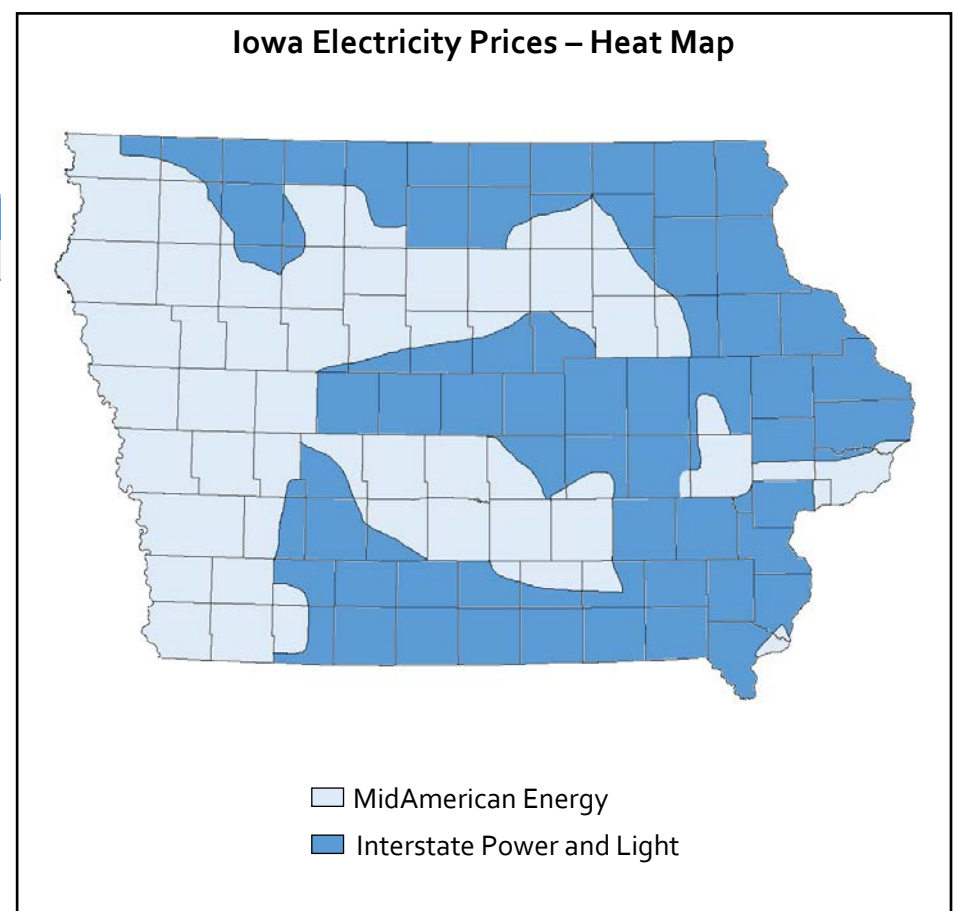 Iowa Electricity Prices – Heat Map
MidAmerican Energy
Interstate Power and Light